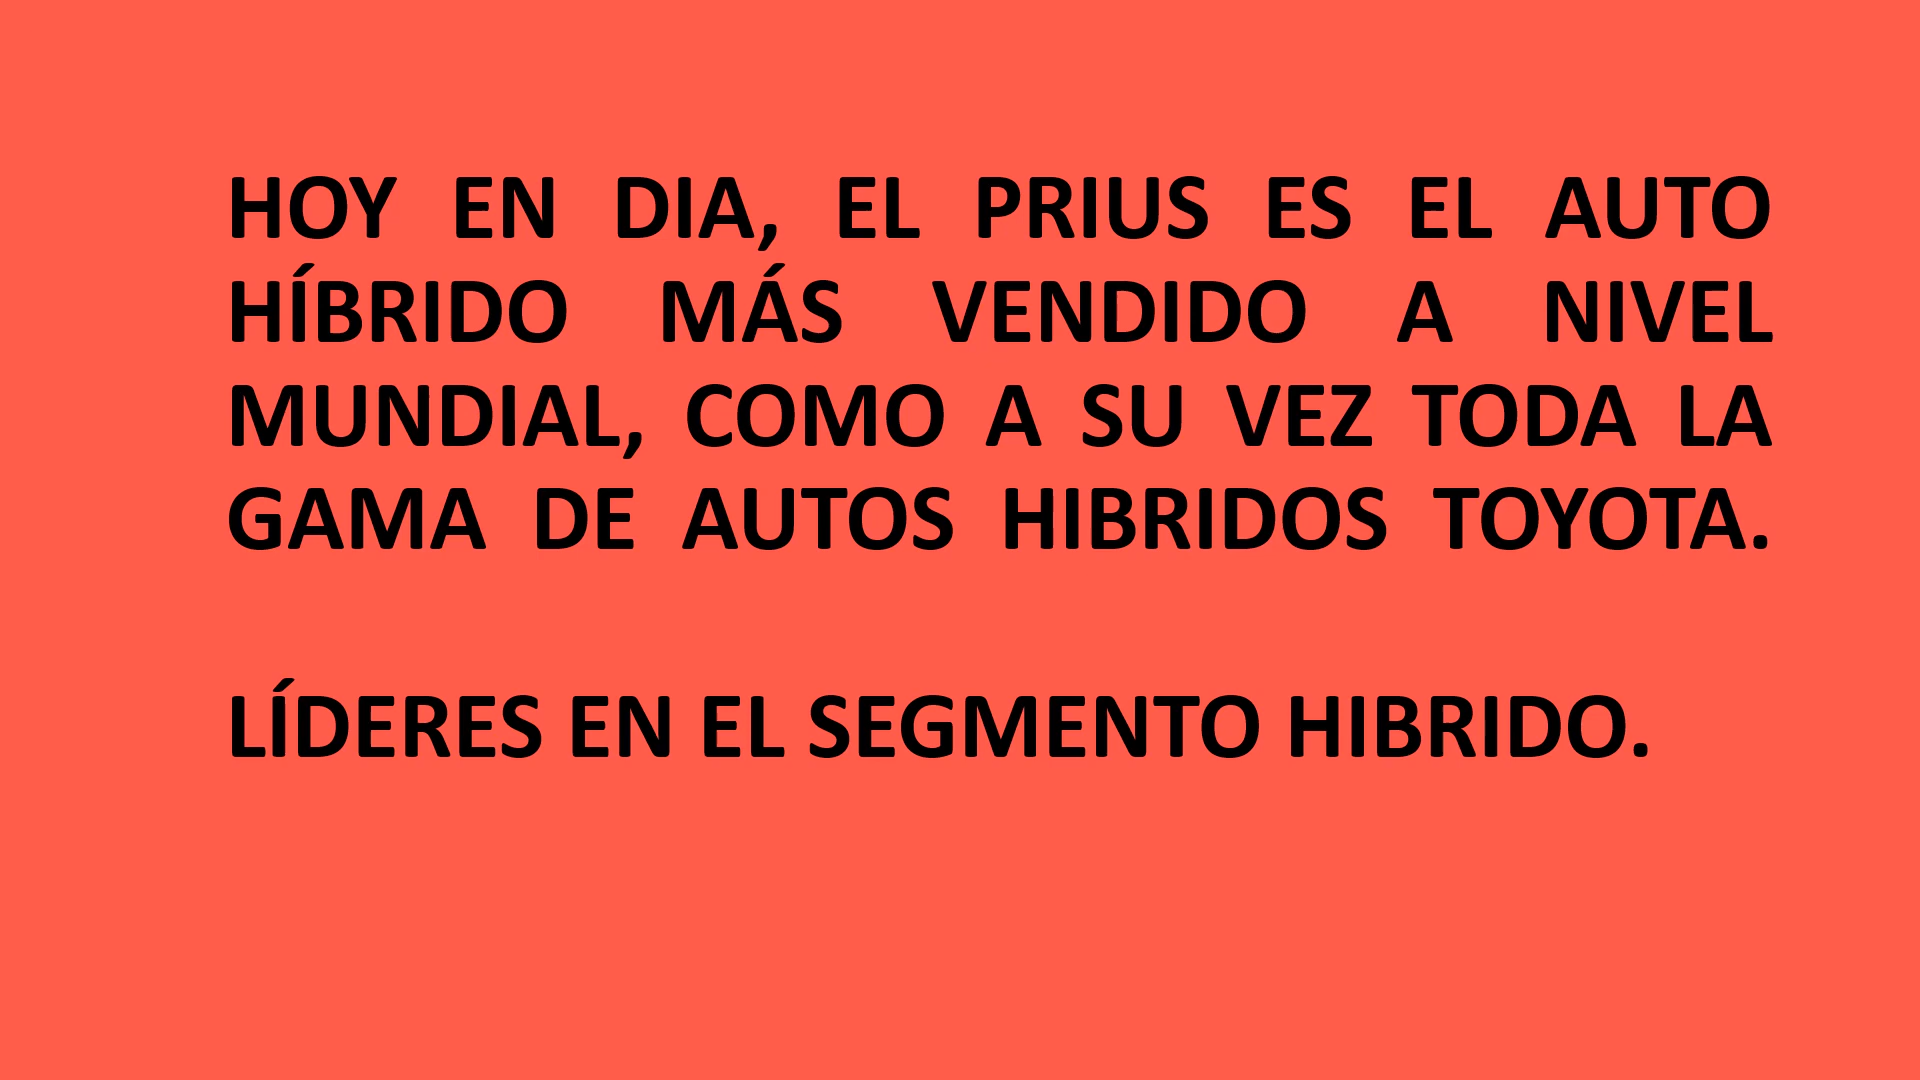 HOY EN DIA, EL PRIUS ES EL AUTO
HÍBRIDO MÁS VENDIDO A NIVEL
MUNDIAL, COMO A SU VEZ TODA LA
GAMA DE AUTOS HIBRIDOS TOYOTA.
LÍDERES EN EL SEGMENTO HIBRIDO.